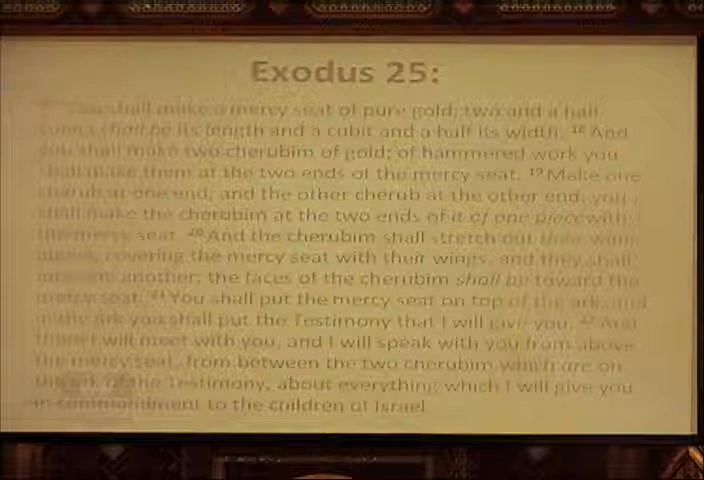 Exodus 25:
You shall make a mercy seat of pure gold; two and a half
cubits shall be its length and a cubit and a half its width. 18 And
you shall make two cherubim of gold; of hammered work you
shall make them at the two ends of the mercy seat. 19 Make one
cherub at one end, and the other cherub at the other end; you
shall make the cherubim at the two ends of it of one piece with
the mercy seat. 20 And the cherubim shall stretch out their wings
above, covering the mercy seat with their wings, and they shall
one another; the faces of the cherubim shall be toward the
mercy seat. 21 You shall put the mercy seat on top of the ark, and
in the ark you shall put the Testimony that I will give you. 22 And
there I will meet with you, and I will speak with you from above
the mercy seat, from between the two cherubim which are on
the ark of the Testimony, about everything which I will give you
in commandment to the children of Israel.